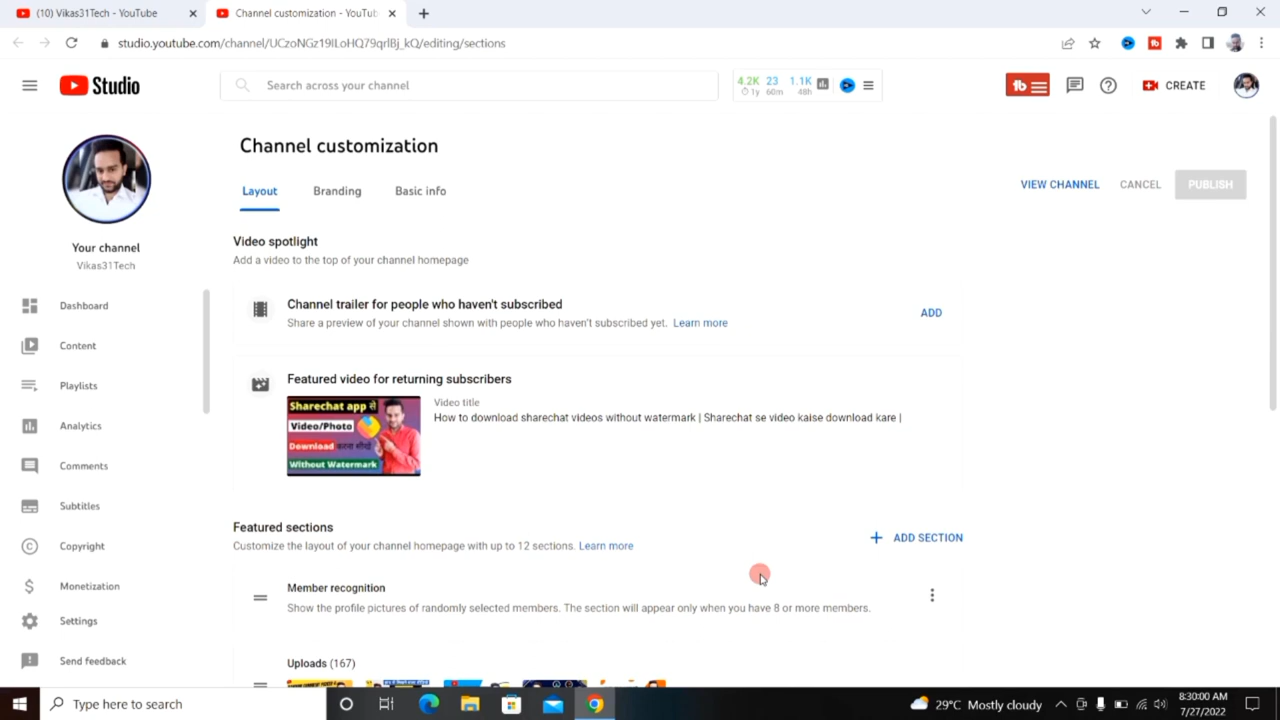 (10) Vikas31Tech - YouTube
Channel customization - YouTub
studio.youtube.com/channel/UCzoNGz19ILoHQ79qrlBj_kQ/editing/sections
Studio
Search across your channel
4.2K 23 1.1K
1y 60m 48h
CREATE
Your channel
Vikas31Tech
Dashboard
Content
Playlists
Analytics
Comments
Subtitles
Copyright
Monetization
Settings
Send feedback
Channel customization
Layout Branding Basic info
VIEW CHANNEL CANCEL PUBLISH
Video spotlight
Add a video to the top of your channel homepage
Channel trailer for people who haven't subscribed
Share a preview of your channel shown with people who haven't subscribed yet. Learn more
ADD
Featured video for returning subscribers
Sharechat app से
Video/Photo
Download करना सीखे
Without Watermark
Video title
How to download sharechat videos without watermark | Sharechat se video kaise download kare |
Featured sections
Customize the layout of your channel homepage with up to 12 sections. Learn more
ADD SECTION
Member recognition
Show the profile pictures of randomly selected members. The section will appear only when you have 8 or more members.
Uploads (167)
Type here to search
29°C Mostly cloudy
8:30:00 AM
7/27/2022